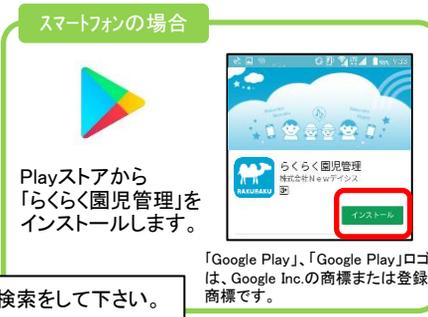 スマートフォンの場合
Playストアから
「らくらく園児管理」を
インストールします。
9:33
らくらく園児管理
株式会社Ｎｅｗデイシス
RAKURAKU
インストール
「Google Play」、「Google Play」ロゴ
は、Google Inc.の商標または登録
商標です。
検索をして下さい。